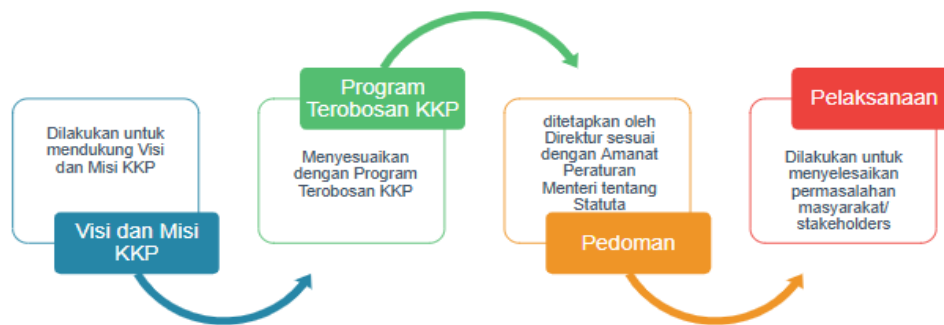 Dilakukan untuk
mendukung Visi
dan Misi KKP
Visi dan Misi
KKP
Program
Terobosan KKP
Menyesuaikan
dengan Program
Terobosan KKP
ditetapkan oleh
Direktur sesuai
dengan Amanat
Peraturan
Menteri tentang
Statuta
Pedoman
Pelaksanaan
Dilakukan untuk
menyelesaikan
permasalahan
masyarakat/
stakeholders